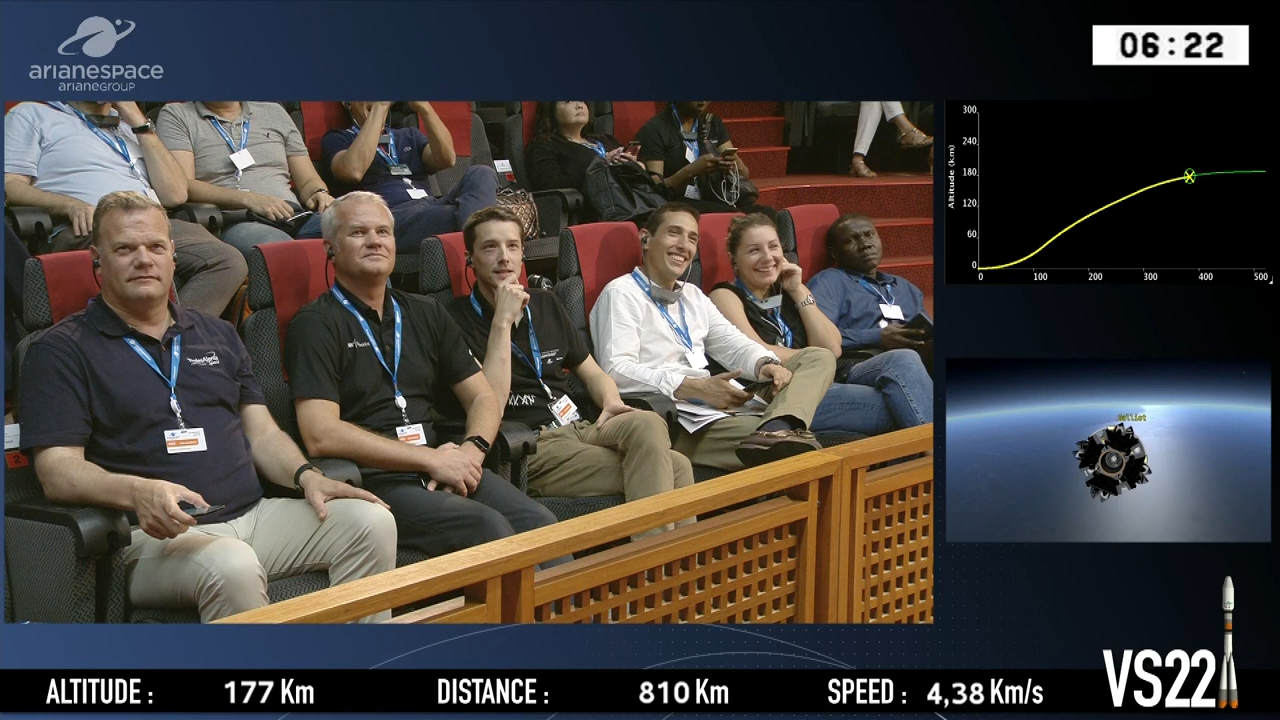 arianespace
arianeGROUP
06:22
Altitude (km)
300
240
180
120
60
0
0 100 200 300 400 500
2
ALTITUDE : 177 Km DISTANCE : 810 Km SPEED : 4,38 Km/s
VS22